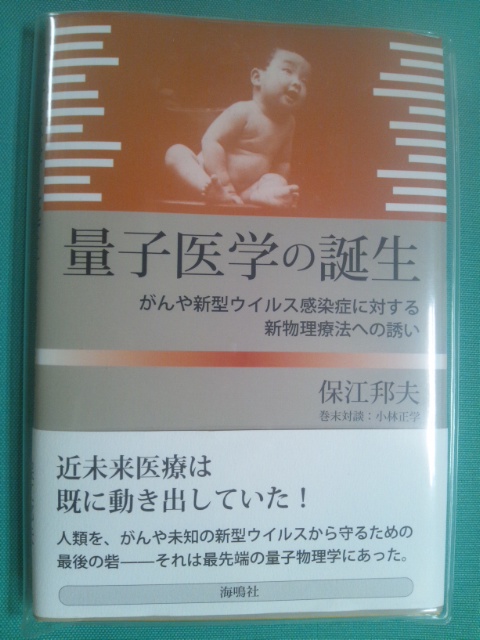 量子医学の誕生
がんや新型ウイルス感染症に対する
新物理療法への誘い
保江邦夫
巻末対談：小林正学
近未来医療は
既に動き出していた！
人類を、がんや未知の新型ウイルスから守るための
最後の砦——それは最先端の量子物理学にあった。
海鳴社